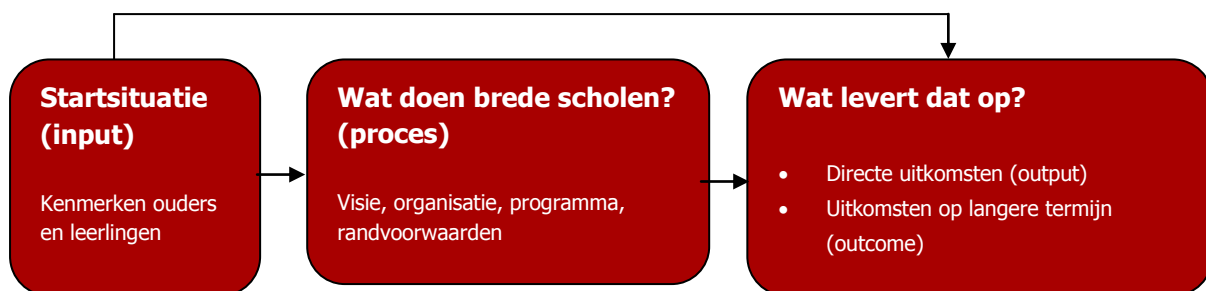 Startsituatie
(input)
Kenmerken ouders
en leerlingen
Wat doen brede scholen?
(proces)
Visie, organisatie, programma,
randvoorwaarden
Wat levert dat op?
• Directe uitkomsten (output)
• Uitkomsten op langere termijn
(outcome)